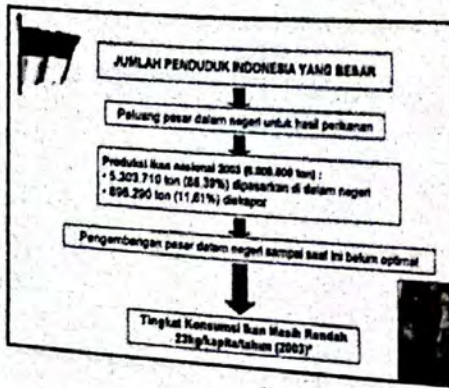 JUMLAH PENDUDUK INDONESIA YANG BESAR
Peluang pasar dalam negeri untuk hasil perikanan
Produksi ikan nasional 2003 :
• 5.303.710 ton (88,39%) dipasarkan di dalam negeri
• 696.290 ton (11,61%) diekspor
Pengembangan pasar dalam negeri sampai saat ini belum optimal
Tingkat Konsumsi Ikan Masih Rendah
23kg/kapita/tahun (2003)*